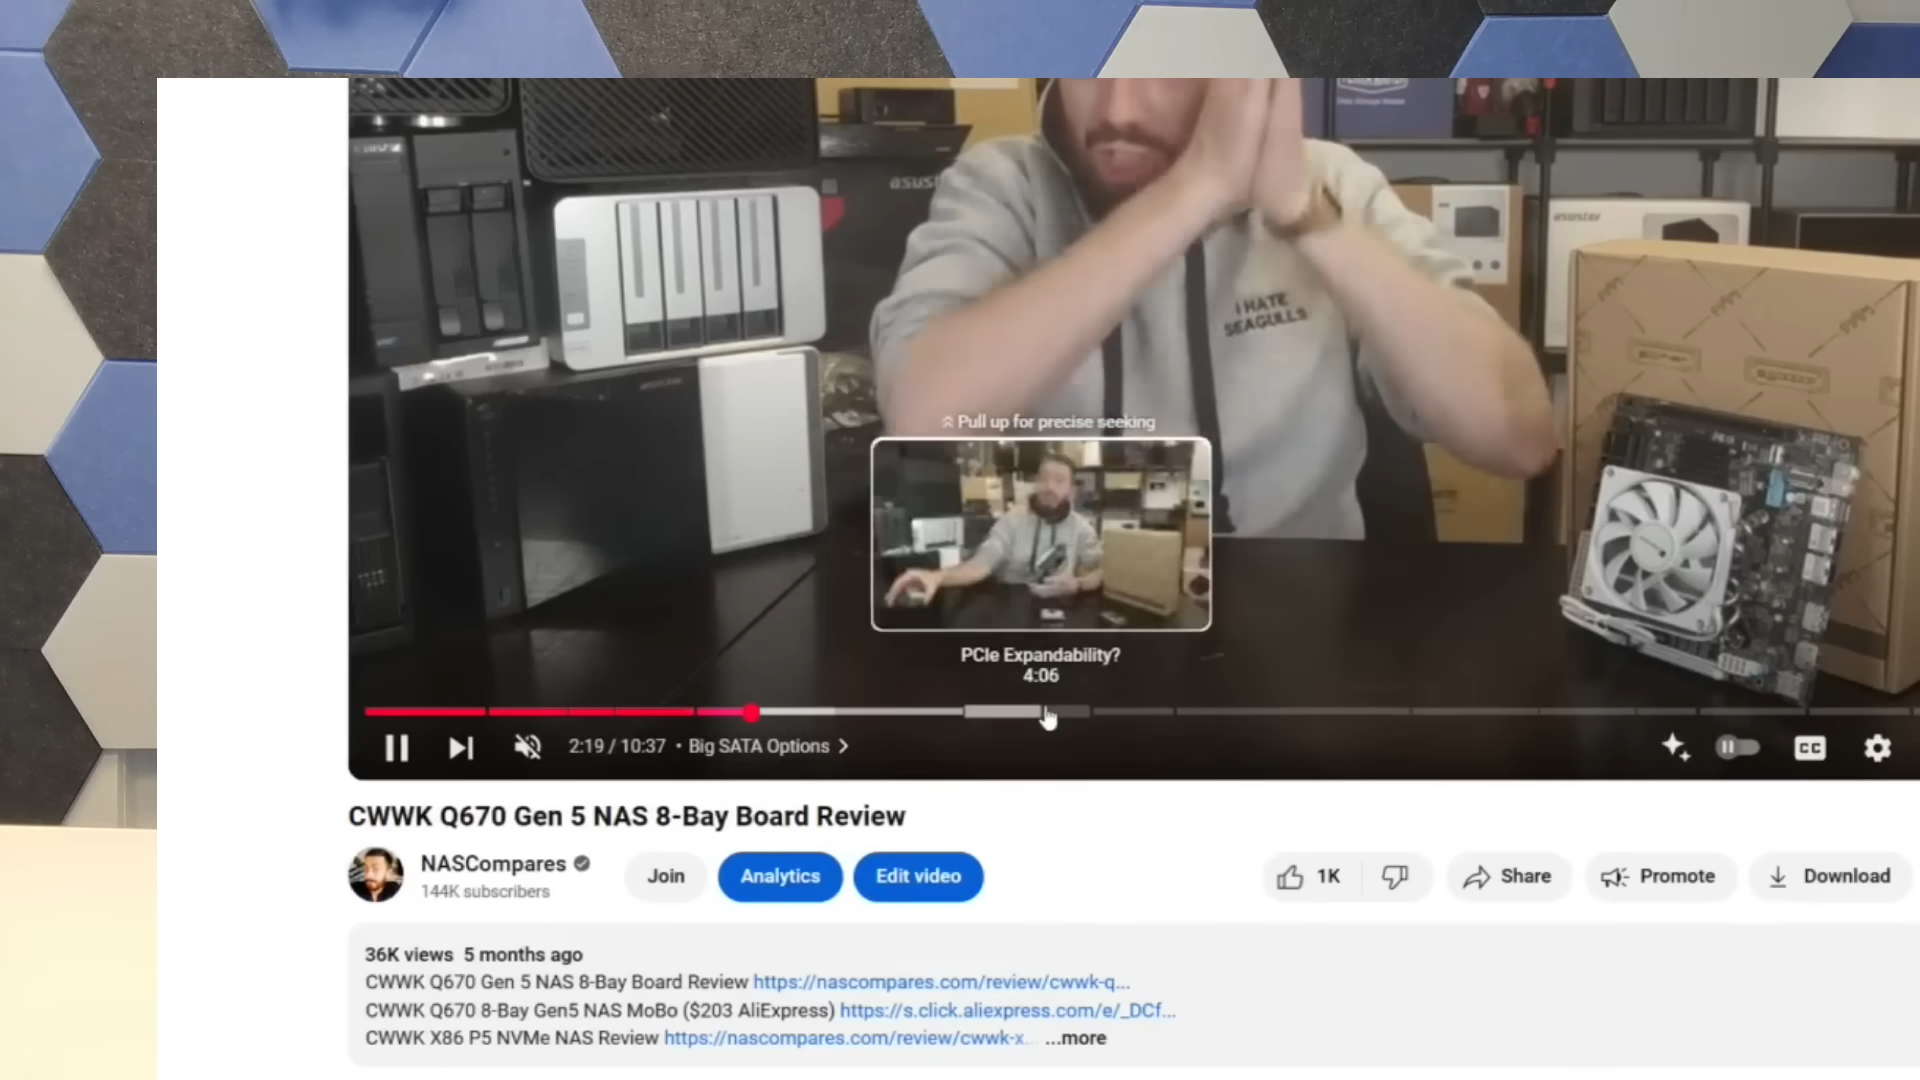 asustor
I HATE
SEAGULLS
Pull up for precise seeking
PCIe Expandability?
4:06
2:19 / 10:37 • Big SATA Options
CC
CWWK Q670 Gen 5 NAS 8-Bay Board Review
NASCompares
144K subscribers
Join
Analytics
Edit video
1K
Share
Promote
Download
36K views 5 months ago
CWWK Q670 Gen 5 NAS 8-Bay Board Review https://nascompares.com/review/cwwk-q...
CWWK Q670 8-Bay Gen5 NAS MoBo ($203 AliExpress) https://s.click.aliexpress.com/e/_DCf...
CWWK X86 P5 NVMe NAS Review https://nascompares.com/review/cwwk-x... ...more